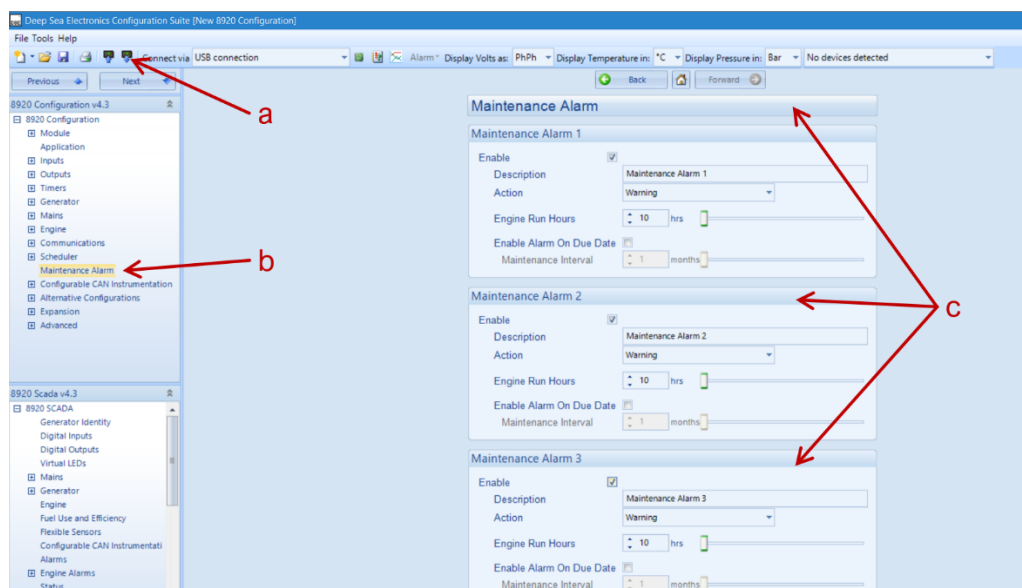 Deep Sea Electronics Configuration Suite [New 8920 Configuration]
File Tools Help
Connect via USB connection Alarm Display Volts as: PhPh Display Temperature in: °C Display Pressure in: Bar No devices detected
Previous Next
Back Forward
a
8920 Configuration v4.3
8920 Configuration
Module
Application
Inputs
Outputs
Timers
Generator
Mains
Engine
Communications
Scheduler
Maintenance Alarm
b
Configurable CAN Instrumentation
Alternative Configurations
Expansion
Advanced
8920 Scada v4.3
8920 SCADA
Generator Identity
Digital Inputs
Digital Outputs
Virtual LEDs
Mains
Generator
Engine
Fuel Use and Efficiency
Flexible Sensors
Configurable CAN Instrumentati
Alarms
Engine Alarms
Status
Maintenance Alarm
Maintenance Alarm 1
Enable
Description Maintenance Alarm 1
Action Warning
Engine Run Hours 10 hrs
Enable Alarm On Due Date
Maintenance Interval 1 months
Maintenance Alarm 2
c
Enable
Description Maintenance Alarm 2
Action Warning
Engine Run Hours 10 hrs
Enable Alarm On Due Date
Maintenance Interval 1 months
Maintenance Alarm 3
Enable
Description Maintenance Alarm 3
Action Warning
Engine Run Hours 10 hrs
Enable Alarm On Due Date
Maintenance Interval 1 months